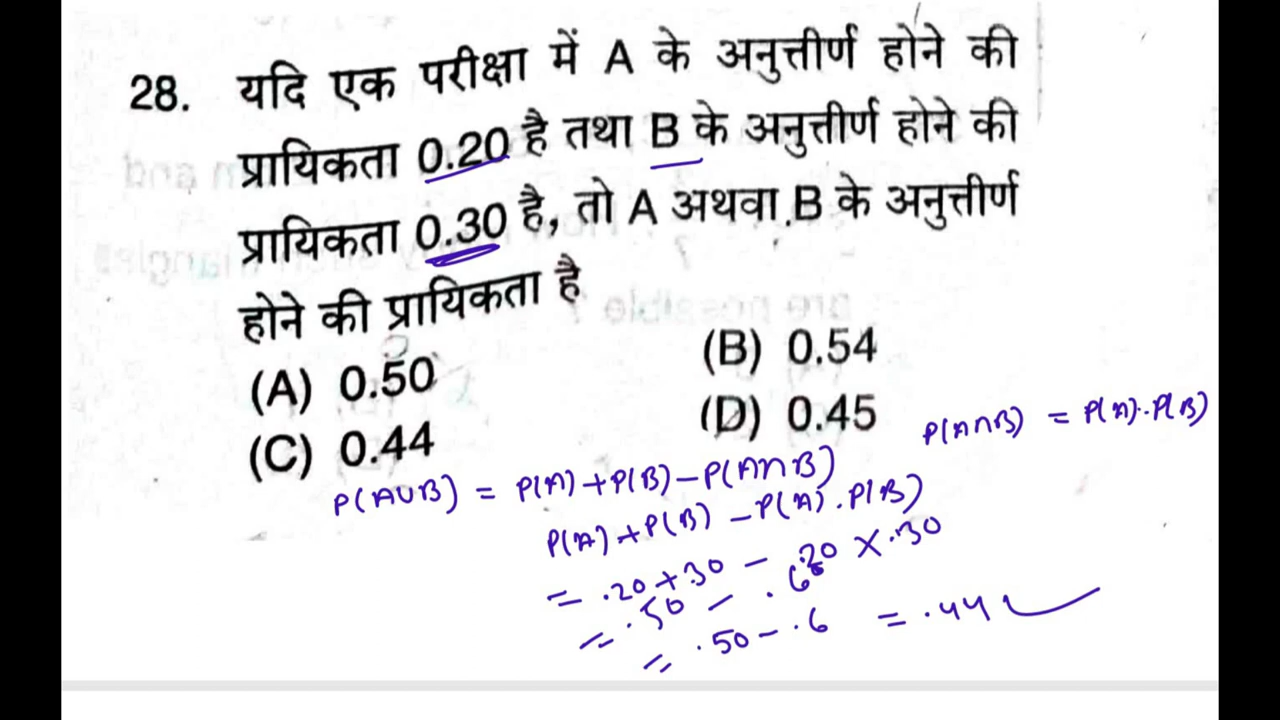 28. यदि एक परीक्षा में A के अनुत्तीर्ण होने की
प्रायिकता 0.20 है तथा B के अनुत्तीर्ण होने की
प्रायिकता 0.30 है, तो A अथवा B के अनुत्तीर्ण
होने की प्रायिकता है
(A) 0.50 (B) 0.54
(C) 0.44 (D) 0.45
P(A∩B) = P(A)·P(B)
P(A∪B) = P(A)+P(B)-P(A∩B)
P(A)+P(B) -P(A).P(B)
= .20+.30 - .20 X .30
= .50 - .60
= .50-.6 = .44